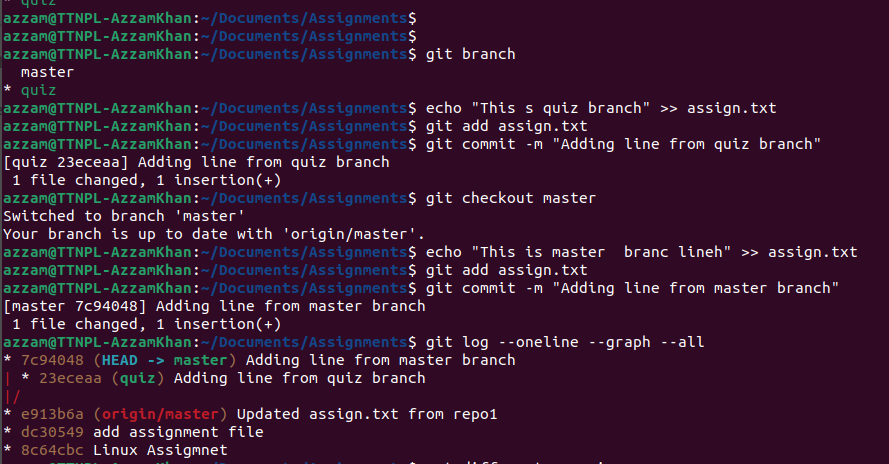 * quiz
azzam@TTNPL-AzzamKhan:~/Documents/Assignments$
azzam@TTNPL-AzzamKhan:~/Documents/Assignments$
azzam@TTNPL-AzzamKhan:~/Documents/Assignments$ git branch
  master
* quiz
azzam@TTNPL-AzzamKhan:~/Documents/Assignments$ echo "This s quiz branch" >> assign.txt
azzam@TTNPL-AzzamKhan:~/Documents/Assignments$ git add assign.txt
azzam@TTNPL-AzzamKhan:~/Documents/Assignments$ git commit -m "Adding line from quiz branch"
[quiz 23eceaa] Adding line from quiz branch
 1 file changed, 1 insertion(+)
azzam@TTNPL-AzzamKhan:~/Documents/Assignments$ git checkout master
Switched to branch 'master'
Your branch is up to date with 'origin/master'.
azzam@TTNPL-AzzamKhan:~/Documents/Assignments$ echo "This is master  branc lineh" >> assign.txt
azzam@TTNPL-AzzamKhan:~/Documents/Assignments$ git add assign.txt
azzam@TTNPL-AzzamKhan:~/Documents/Assignments$ git commit -m "Adding line from master branch"
[master 7c94048] Adding line from master branch
 1 file changed, 1 insertion(+)
azzam@TTNPL-AzzamKhan:~/Documents/Assignments$ git log --oneline --graph --all
* 7c94048 (HEAD -> master) Adding line from master branch
| * 23eceaa (quiz) Adding line from quiz branch
|/
* e913b6a (origin/master) Updated assign.txt from repo1
* dc30549 add assignment file
* 8c64cbc Linux Assigmnet